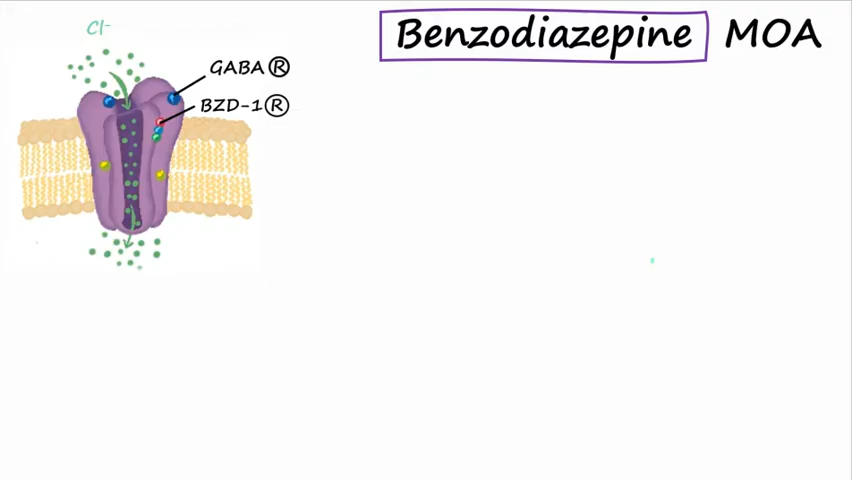 Benzodiazepine MOA
Cl-
GABA Ⓡ
BZD-1 Ⓡ